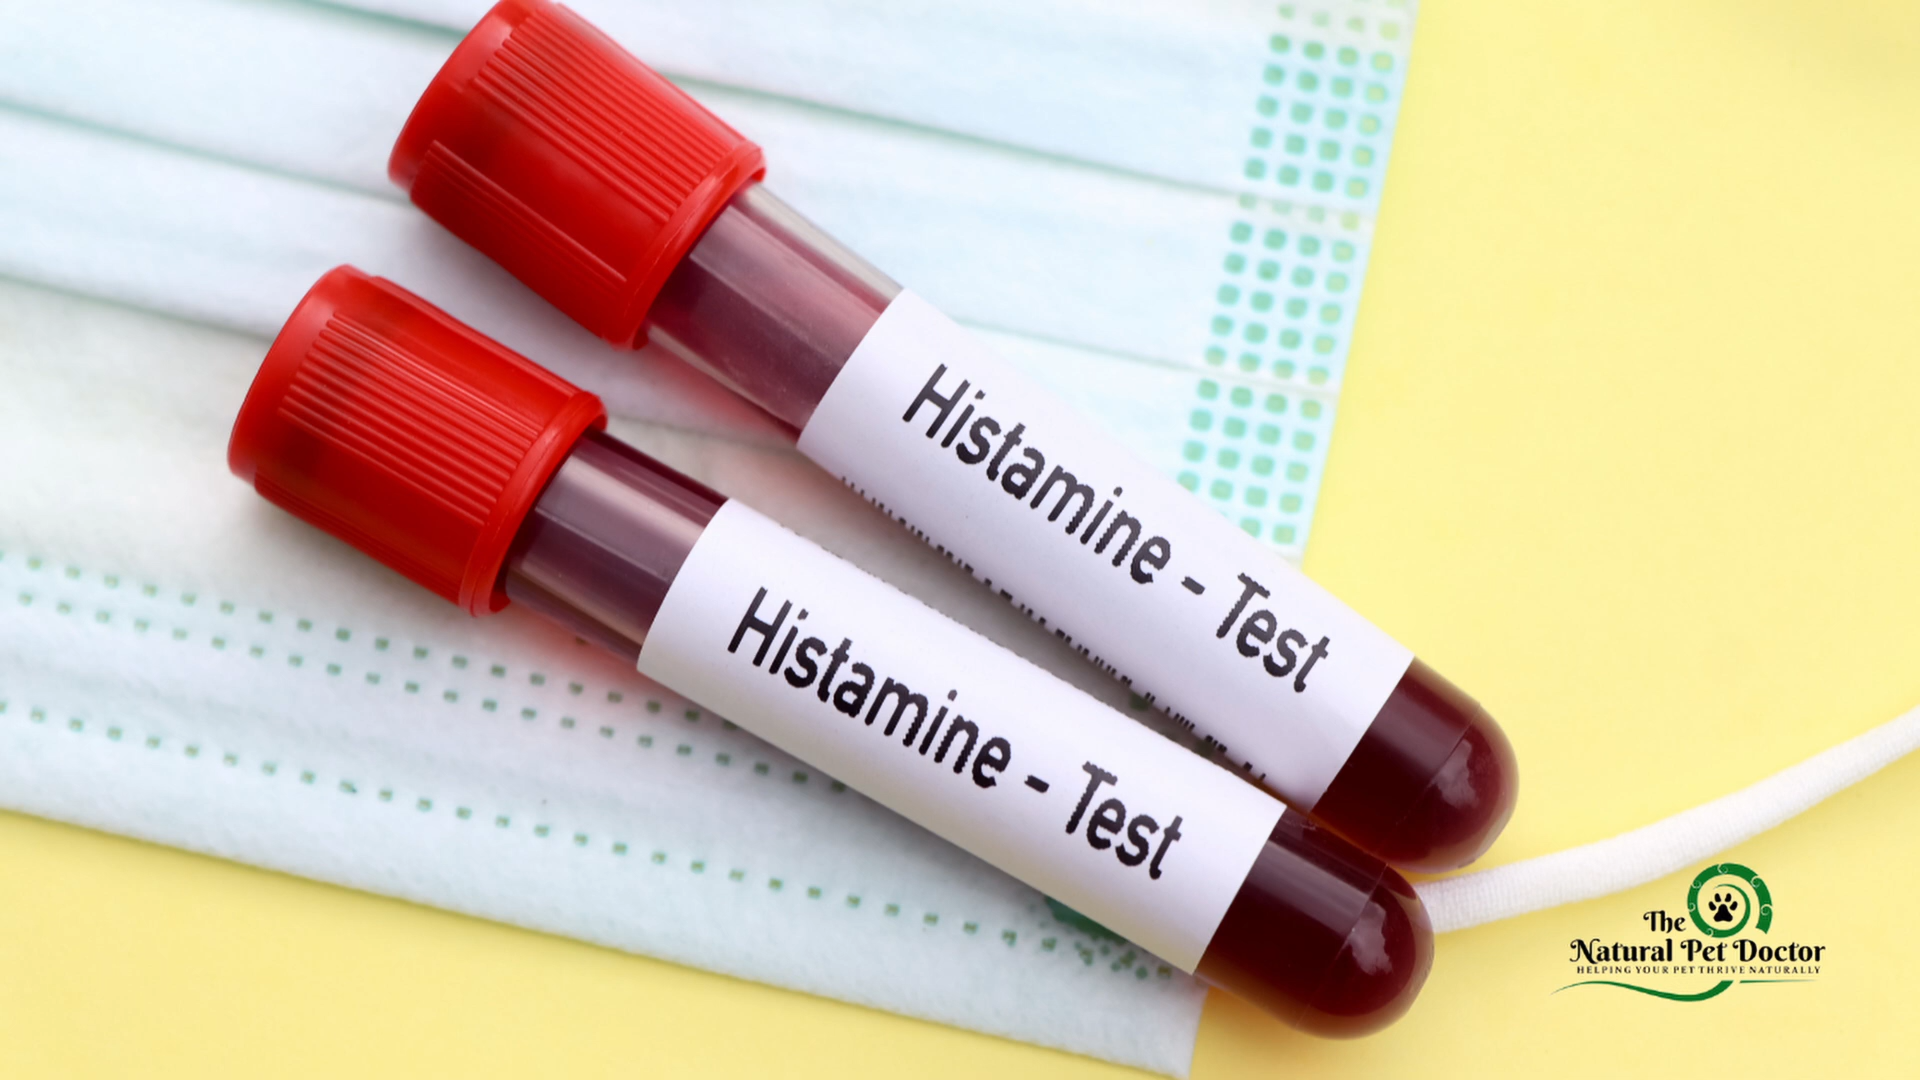 Histamine - Test
Histamine - Test
The
Natural Pet Doctor
HELPING YOUR PET THRIVE NATURALLY